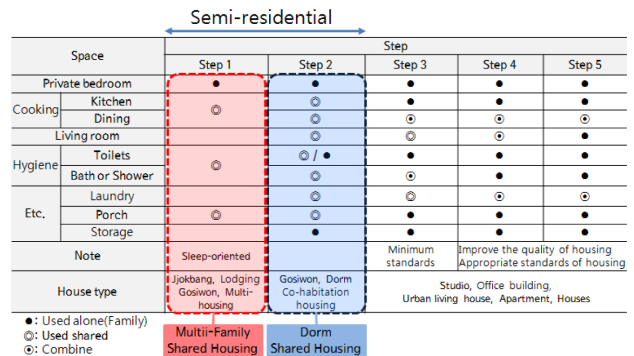 Semi-residential
Space Step
Step 1 Step 2 Step 3 Step 4 Step 5
Private bedroom ● ● ● ● ●
Cooking Kitchen ◎ ◎ ● ● ●
Dining ◎ ⦿ ⦿ ⦿
Living room ◎ ◎ ⦿ ●
Hygiene Toilets ◎ ◎ / ● ● ● ●
Bath or Shower ◎ ⦿ ● ●
Etc. Laundry ◎ ◎ ⦿ ⦿
Porch ◎ ◎ ● ● ●
Storage ● ● ● ●
Note Sleep-oriented Minimum standards Improve the quality of housing
Appropriate standards of housing
House type Jjokbang, Lodging Gosiwon, Multi-housing Gosiwon, Dorm Co-habitation housing Studio, Office building,
Urban living house, Apartment, Houses
●: Used alone(Family)
◎: Used shared
⦿: Combine
Multii-Family
Shared Housing
Dorm
Shared Housing